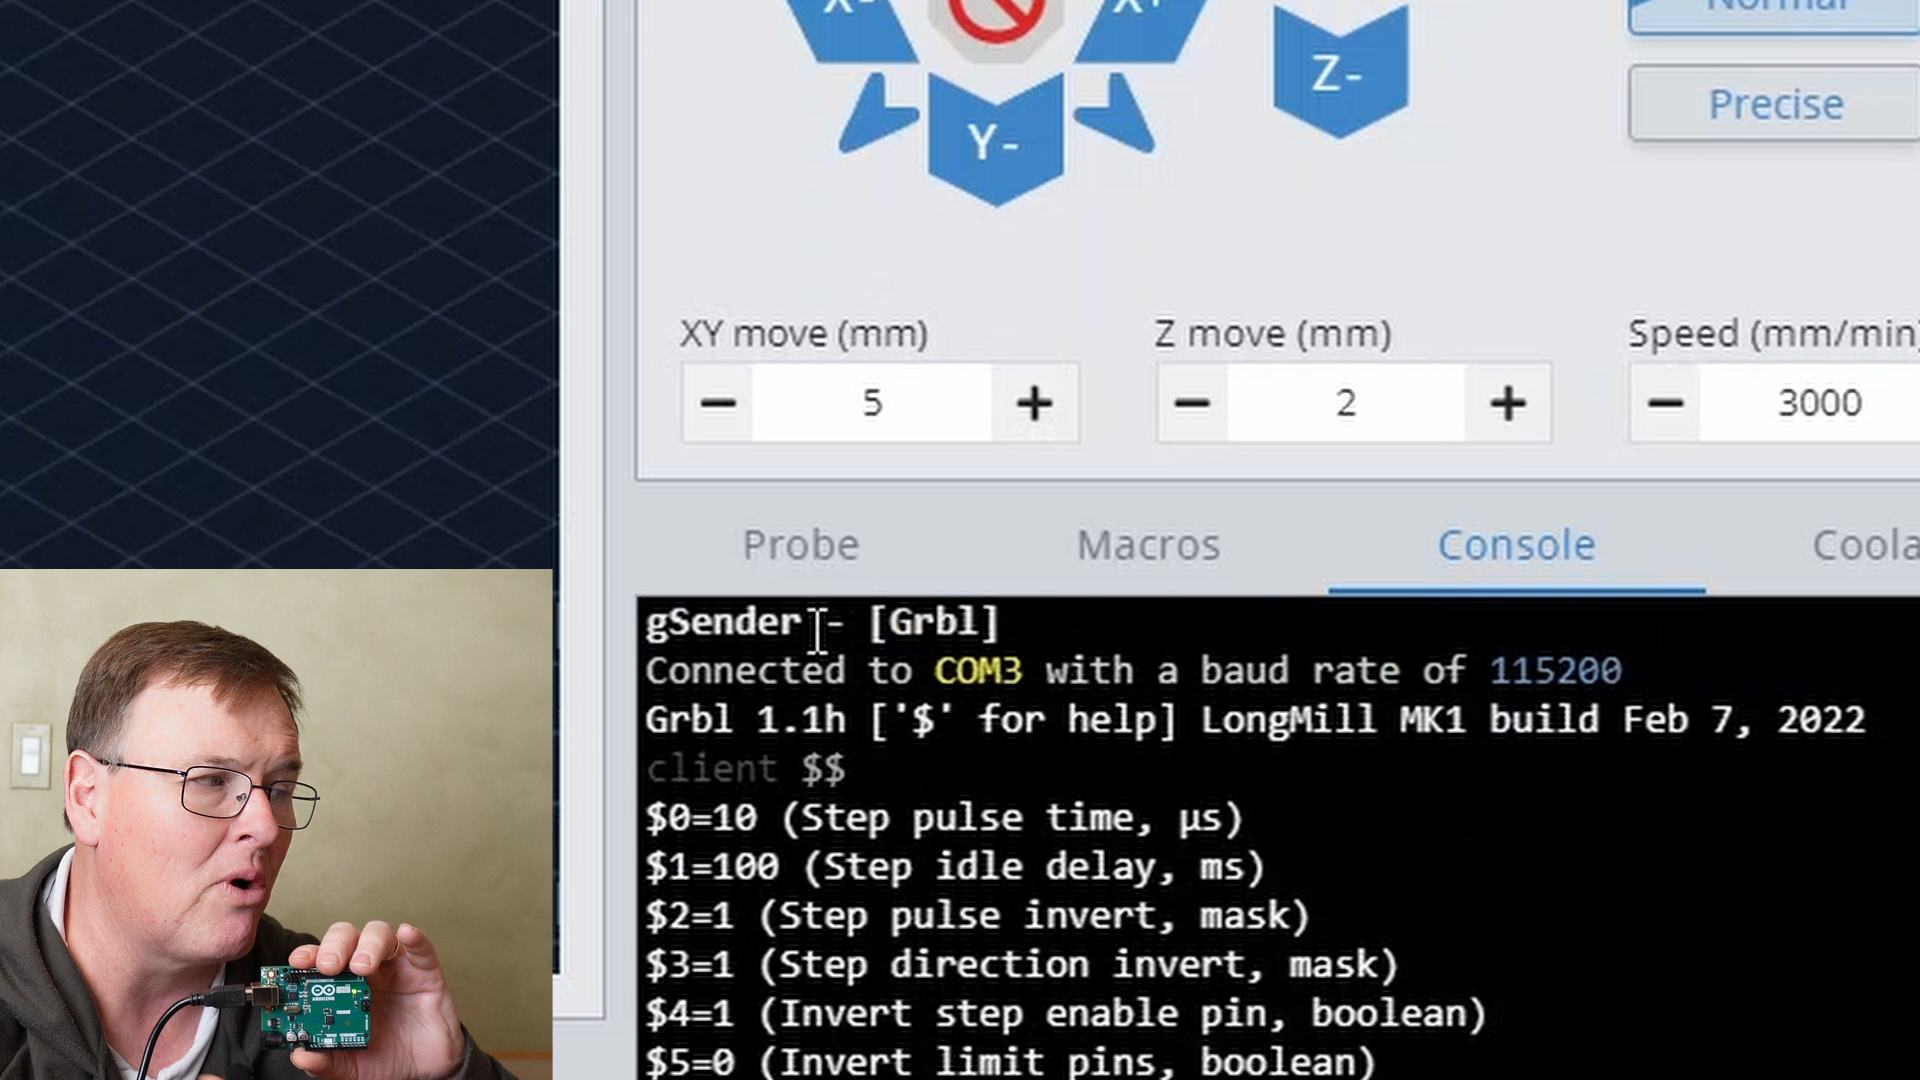 X-
X+
Normal
Z-
Precise
Y-
XY move (mm)
Z move (mm)
Speed (mm/min)
5
2
3000
Probe
Macros
Console
Coola
gSender - [Grbl]
Connected to COM3 with a baud rate of 115200
Grbl 1.1h ['$' for help] LongMill MK1 build Feb 7, 2022
client $$
$0=10 (Step pulse time, µs)
$1=100 (Step idle delay, ms)
$2=1 (Step pulse invert, mask)
$3=1 (Step direction invert, mask)
$4=1 (Invert step enable pin, boolean)
$5=0 (Invert limit pins, boolean)
ARDUINO